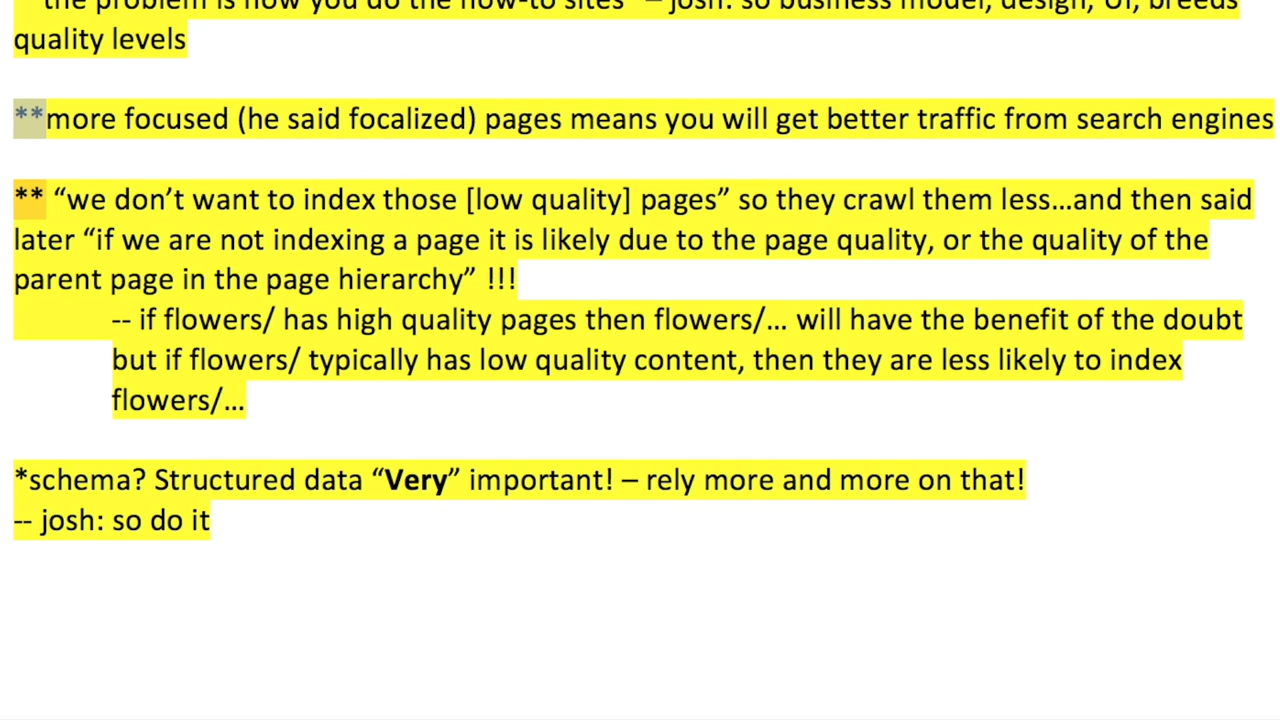 the problem is how you do the how-to sites" – josh: so business model, design, UI, breeds
quality levels
**more focused (he said focalized) pages means you will get better traffic from search engines
** “we don’t want to index those [low quality] pages” so they crawl them less…and then said
later “if we are not indexing a page it is likely due to the page quality, or the quality of the
parent page in the page hierarchy” !!!
-- if flowers/ has high quality pages then flowers/… will have the benefit of the doubt
but if flowers/ typically has low quality content, then they are less likely to index
flowers/…
*schema? Structured data “Very” important! – rely more and more on that!
-- josh: so do it